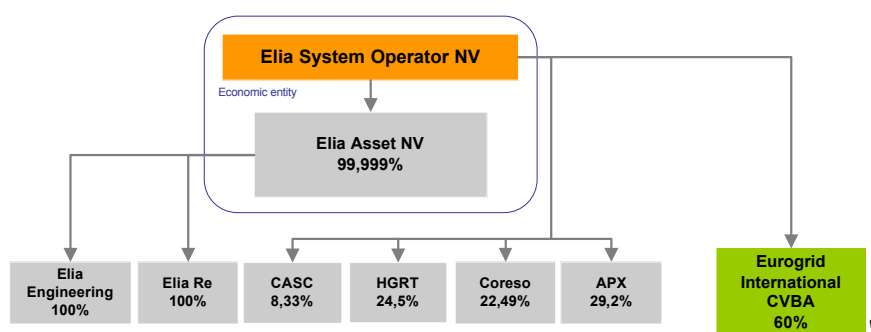 Elia System Operator NV
Economic entity
Elia Asset NV
99,999%
Elia
Engineering
100%
Elia Re
100%
CASC
8,33%
HGRT
24,5%
Coreso
22,49%
APX
29,2%
Eurogrid
International
CVBA
60%